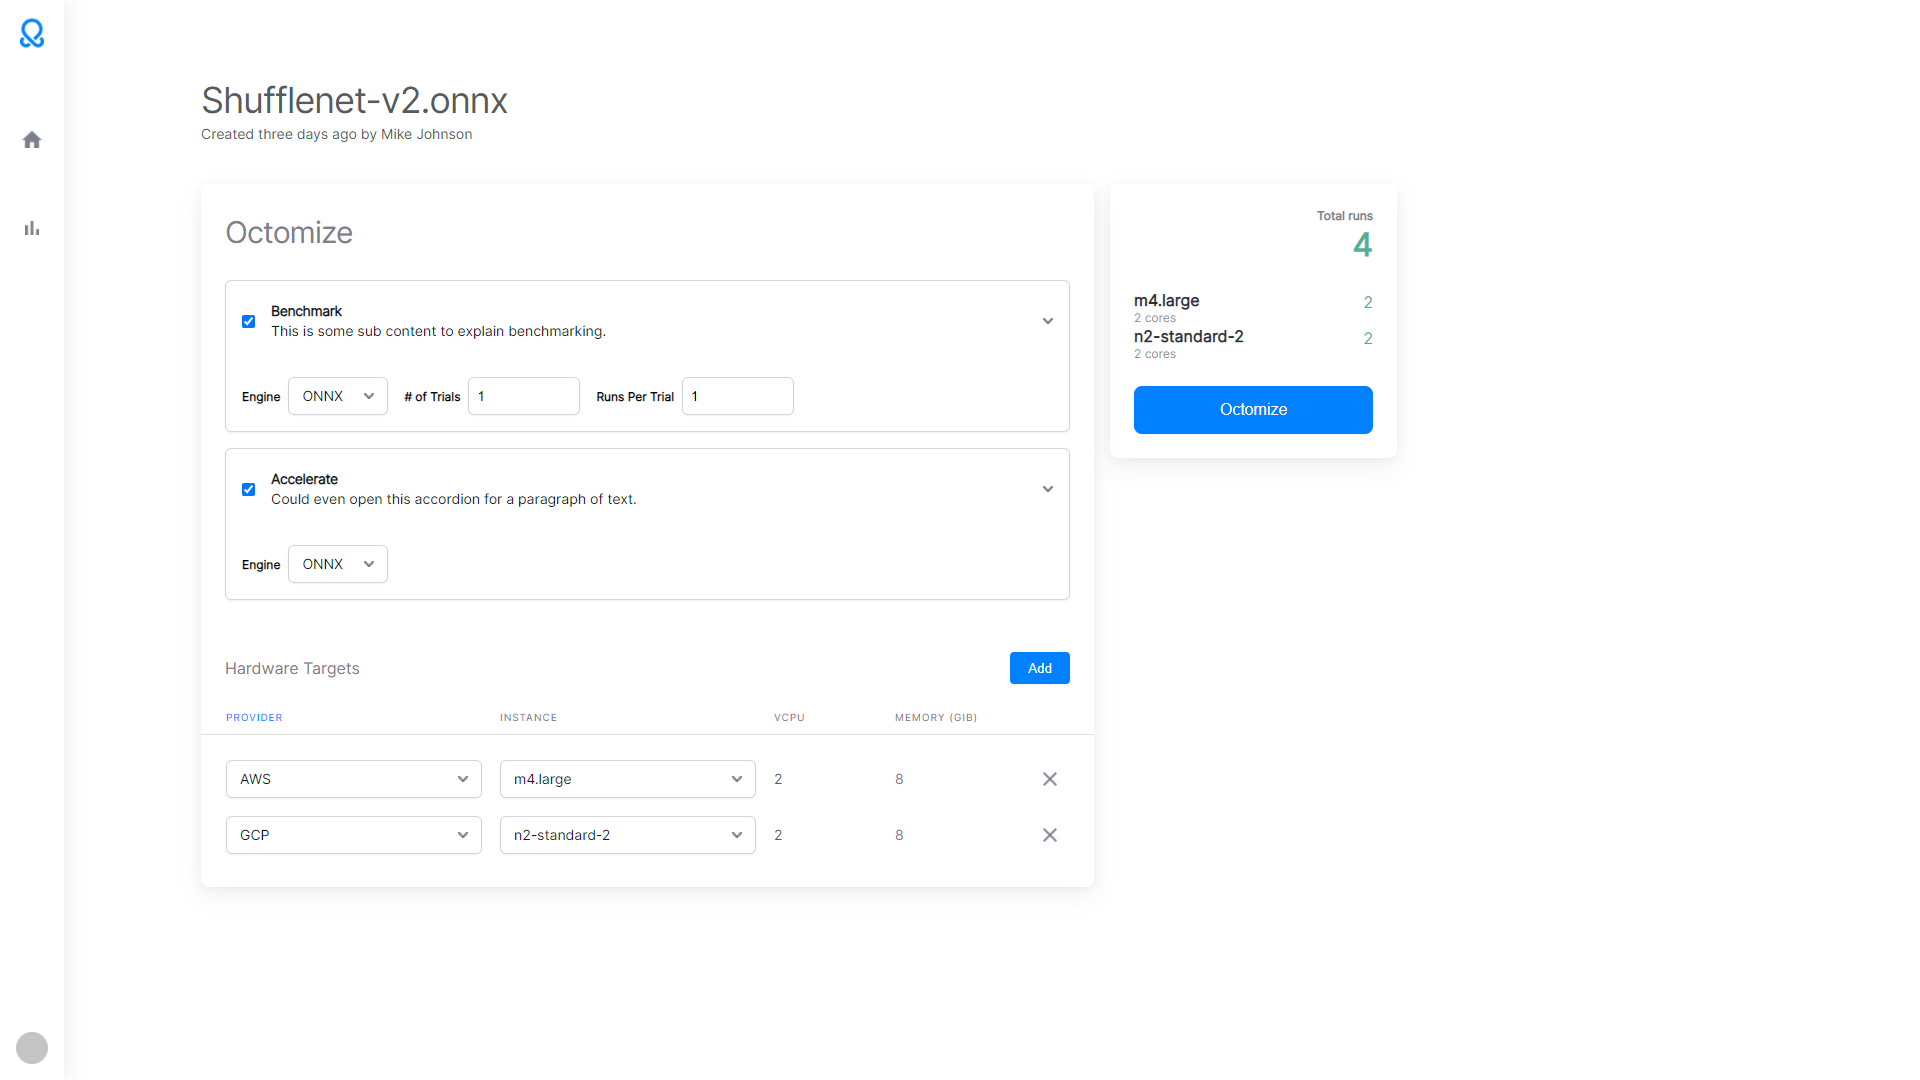 Shufflenet-v2.onnx
Created three days ago by Mike Johnson
Octomize
Benchmark
This is some sub content to explain benchmarking.
Engine ONNX # of Trials 1 Runs Per Trial 1
Accelerate
Could even open this accordion for a paragraph of text.
Engine ONNX
Hardware Targets Add
PROVIDER INSTANCE VCPU MEMORY (GIB)
AWS m4.large 2 8
GCP n2-standard-2 2 8
Total runs
4
m4.large 2
2 cores
n2-standard-2 2
2 cores
Octomize